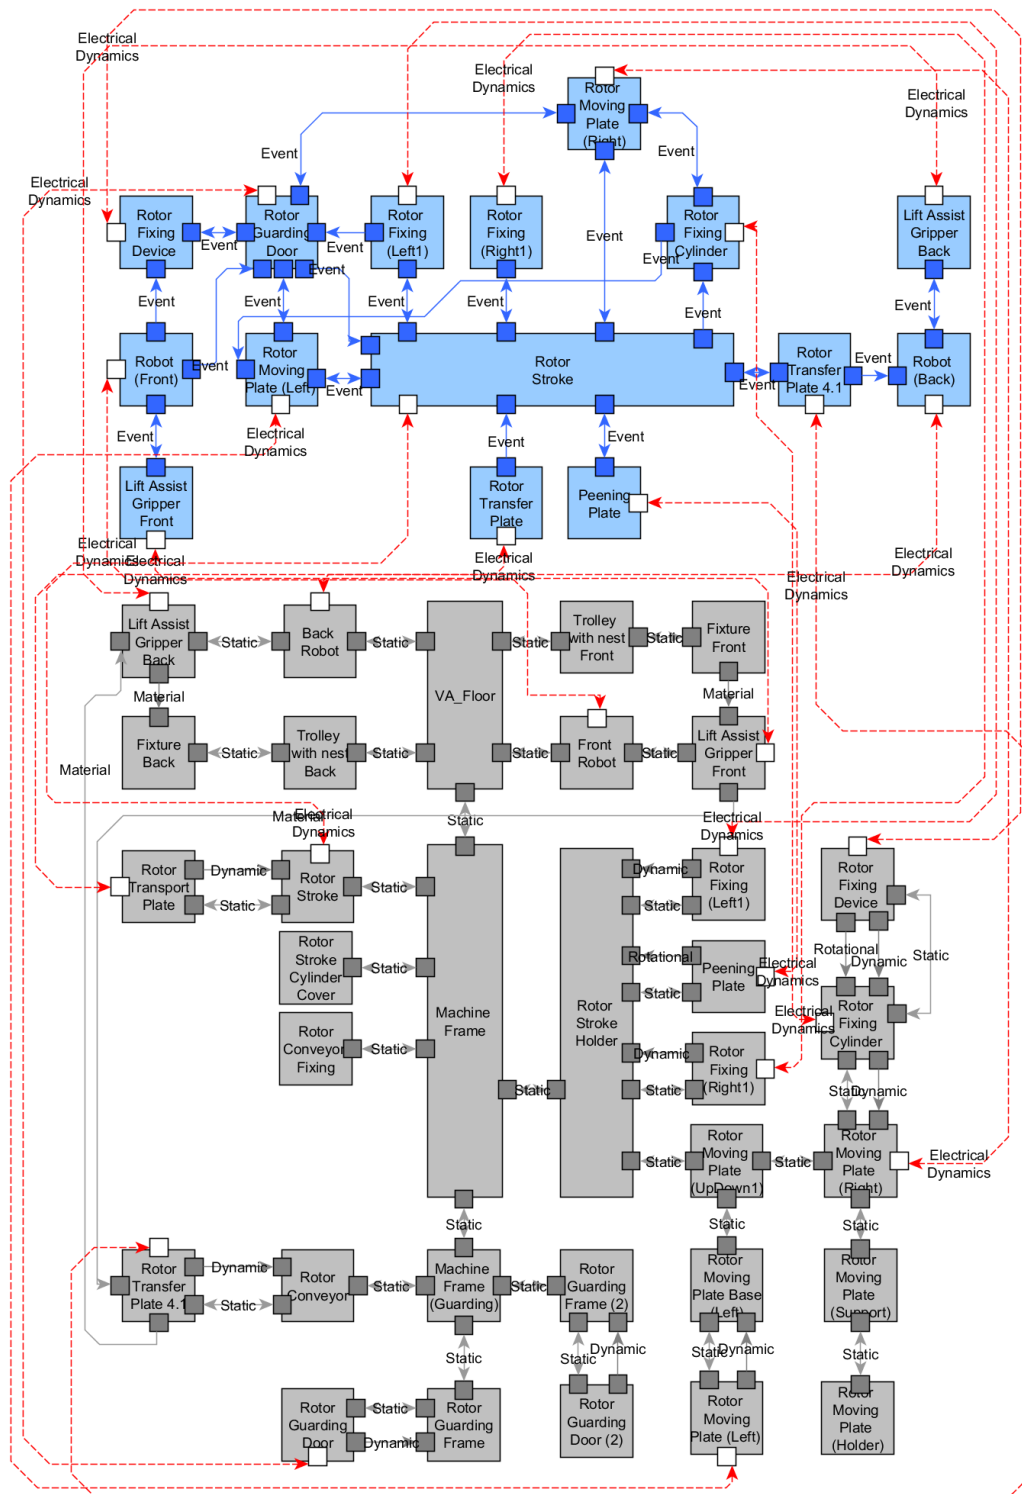 Electrical
Dynamics
Electrical
Dynamics
Rotor
Moving
Plate
(Right)
Electrical
Dynamics
Event
Event
Electrical
Dynamics
Rotor
Fixing
Device
Event
Rotor
Guarding
Door
Event
Rotor
Fixing
(Left1)
Rotor
Fixing
(Right1)
Event
Rotor
Fixing
Cylinder
Lift Assist
Gripper
Back
Event
Event
Event
Event
Event
Event
Event
Event
Robot
(Front)
Event
Rotor
Moving
Plate (Left)
Event
Rotor
Stroke
Event
Rotor
Transfer
Plate 4.1
Event
Robot
(Back)
Event
Electrical
Dynamics
Event
Event
Lift Assist
Gripper
Front
Rotor
Transfer
Plate
Peening
Plate
Electrical
Dynamics
Electrical
Dynamics
Electrical
Dynamics
Electrical
Dynamics
Electrical
Dynamics
Lift Assist
Gripper
Back
Static
Back
Robot
Static
VA_Floor
Static
Trolley
with nest
Front
Static
Fixture
Front
Material
Material
Fixture
Back
Static
Trolley
with nest
Back
Static
Static
Front
Robot
Static
Lift Assist
Gripper
Front
Material
Material
Electrical
Dynamics
Static
Electrical
Dynamics
Rotor
Transport
Plate
Dynamic
Static
Rotor
Stroke
Static
Rotor
Stroke
Cylinder
Cover
Static
Rotor
Conveyor
Fixing
Static
Machine
Frame
Static
Rotor
Stroke
Holder
Dynamic
Static
Rotor
Fixing
(Left1)
Rotational
Static
Peening
Plate
Electrical
Dynamics
Dynamic
Static
Rotor
Fixing
(Right1)
Rotor
Fixing
Device
Rotational
Dynamic
Static
Electrical
Dynamics
Rotor
Fixing
Cylinder
Static
Dynamic
Static
Rotor
Moving
Plate
(UpDown1)
Static
Rotor
Moving
Plate
(Right)
Electrical
Dynamics
Static
Static
Static
Rotor
Transfer
Plate 4.1
Dynamic
Static
Rotor
Conveyor
Static
Machine
Frame
(Guarding)
Static
Rotor
Guarding
Frame (2)
Rotor
Moving
Plate Base
(Left)
Rotor
Moving
Plate
(Support)
Static
Static
Dynamic
Static
Dynamic
Static
Rotor
Guarding
Door
Static
Dynamic
Rotor
Guarding
Frame
Rotor
Guarding
Door (2)
Rotor
Moving
Plate (Left)
Rotor
Moving
Plate
(Holder)